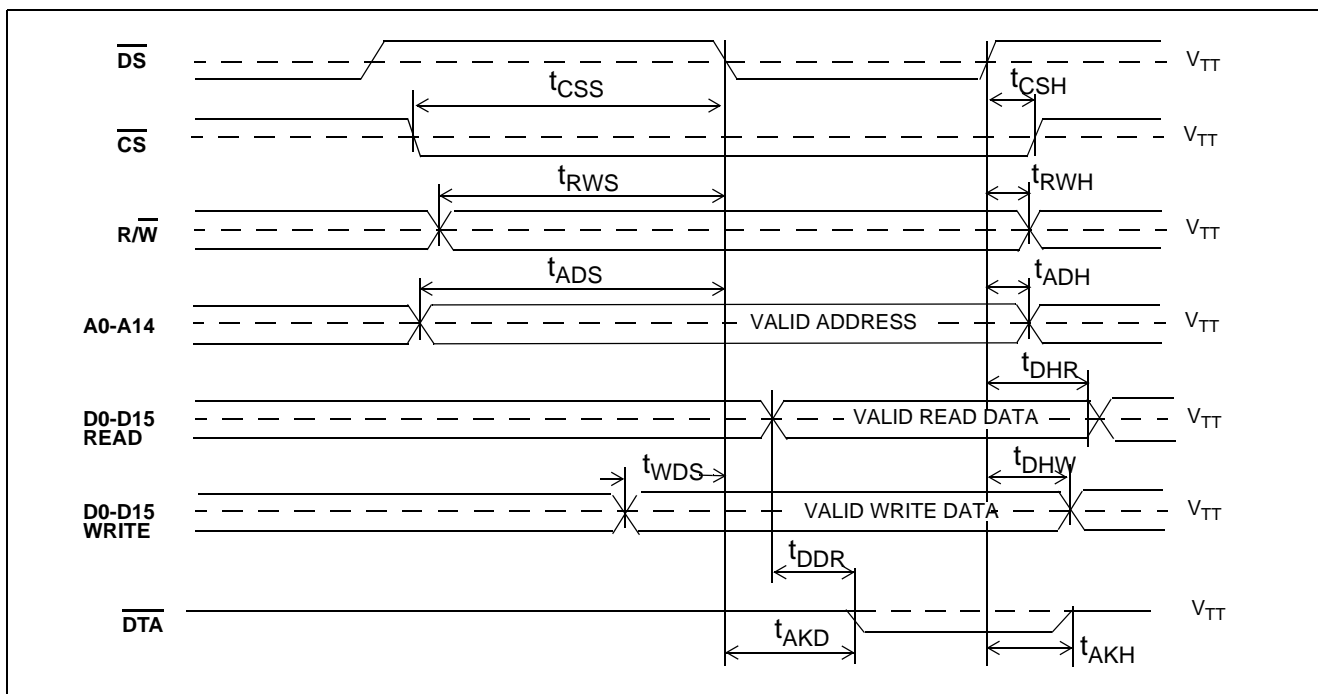 DS VTT
tCSS tCSH
CS VTT
tRWS tRWH
R/W VTT
tADS tADH
A0-A14 VALID ADDRESS VTT
tDHR
D0-D15 READ VALID READ DATA VTT
tWDS tDHW
D0-D15 WRITE VALID WRITE DATA VTT
tDDR
DTA VTT
tAKD tAKH